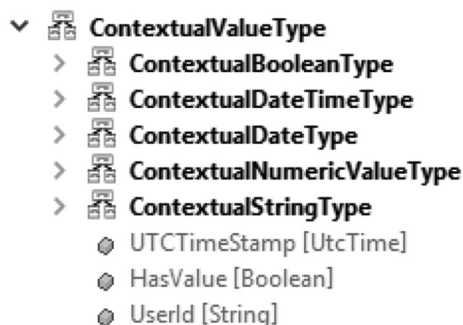 ContextualValueType
ContextualBooleanType
ContextualDateTimeType
ContextualDateType
ContextualNumericValueType
ContextualStringType
UTCTimeStamp [UtcTime]
HasValue [Boolean]
UserId [String]